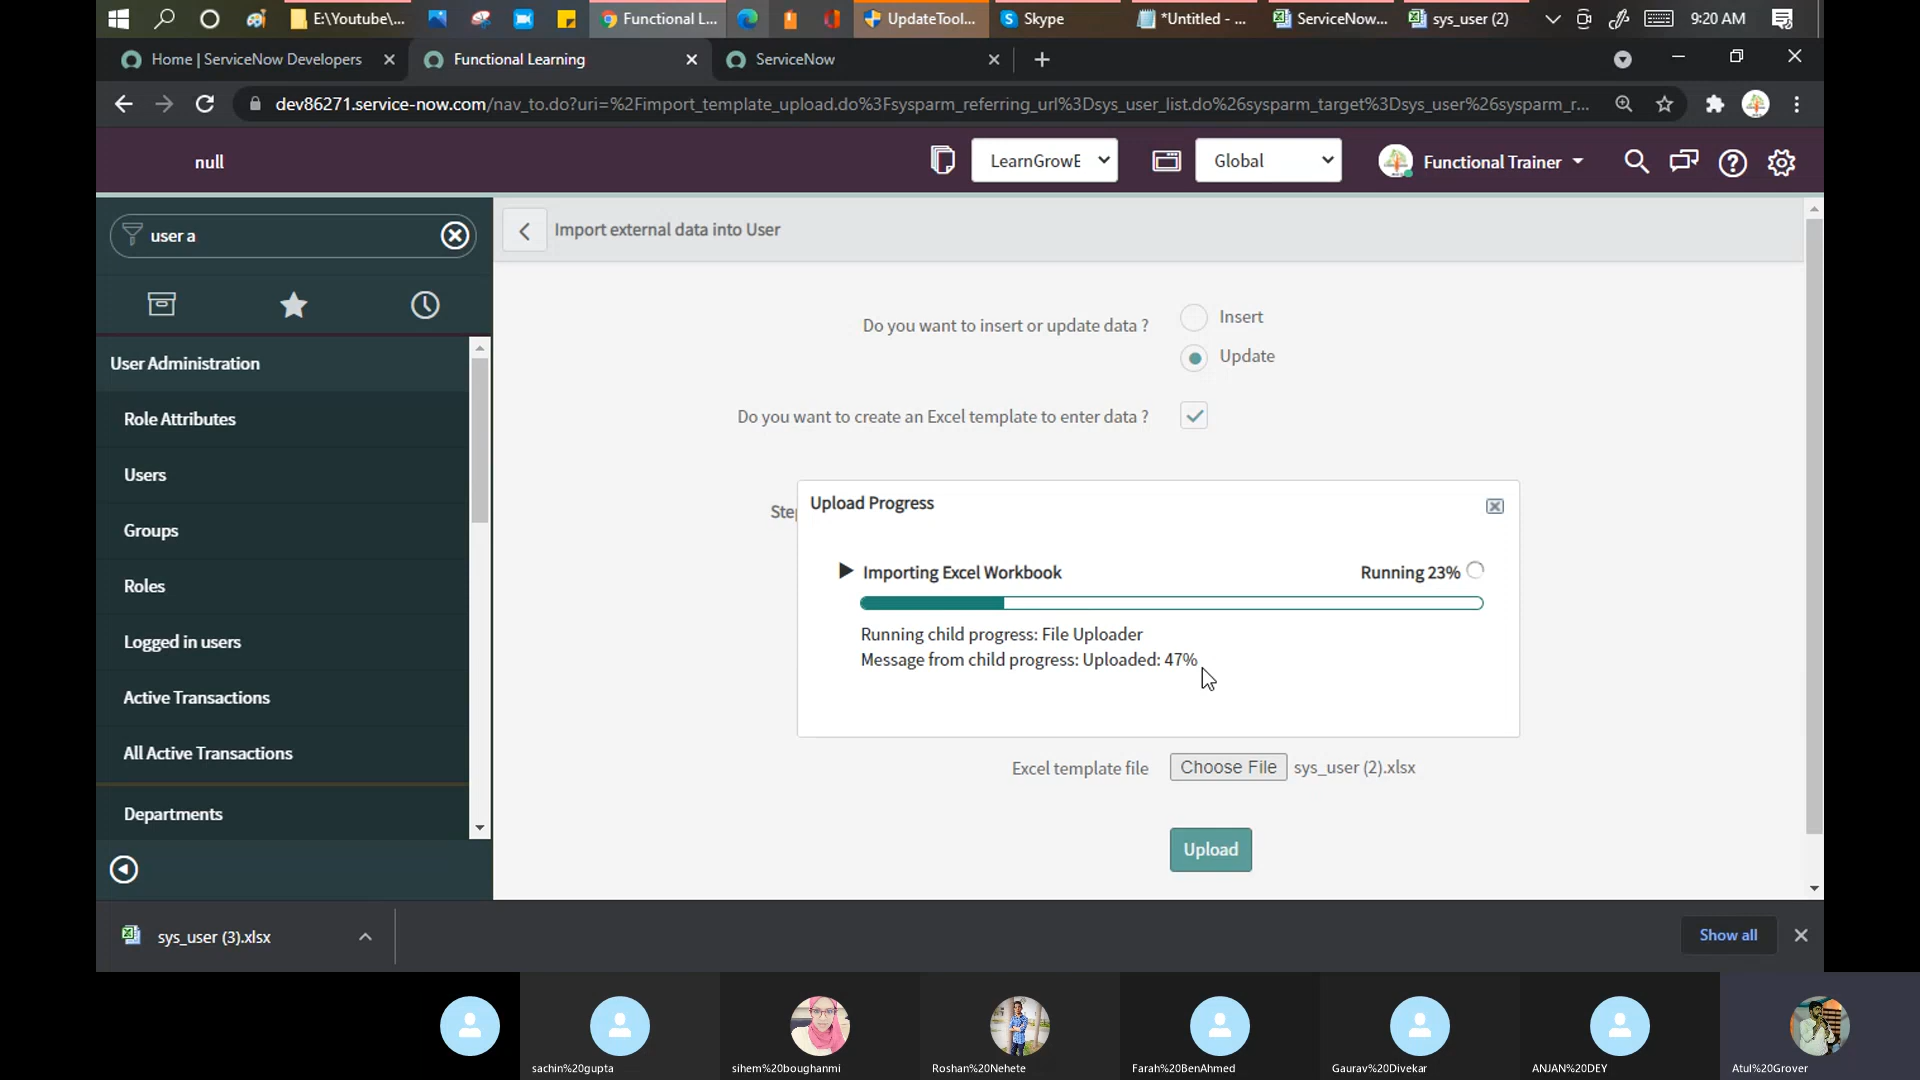 E:\Youtube\...
Functional L...
UpdateTool...
Skype
*Untitled - ...
ServiceNow...
sys_user (2)
9:20 AM
Home | ServiceNow Developers
Functional Learning
ServiceNow
dev86271.service-now.com/nav_to.do?uri=%2Fimport_template_upload.do%3Fsysparm_referring_url%3Dsys_user_list.do%26sysparm_target%3Dsys_user%26sysparm_r...
null
LearnGrowE
Global
Functional Trainer
user a
Import external data into User
Do you want to insert or update data ?
Insert
Update
User Administration
Role Attributes
Do you want to create an Excel template to enter data ?
Users
Step
Upload Progress
Groups
Importing Excel Workbook
Running 23%
Roles
Running child progress: File Uploader
Logged in users
Message from child progress: Uploaded: 47%
Active Transactions
All Active Transactions
Excel template file
Choose File
sys_user (2).xlsx
Departments
Upload
sys_user (3).xlsx
Show all
sachin%20gupta
sihem%20boughanmi
Roshan%20Nehete
Farah%20BenAhmed
Gaurav%20Divekar
ANJAN%20DEY
Atul%20Grover